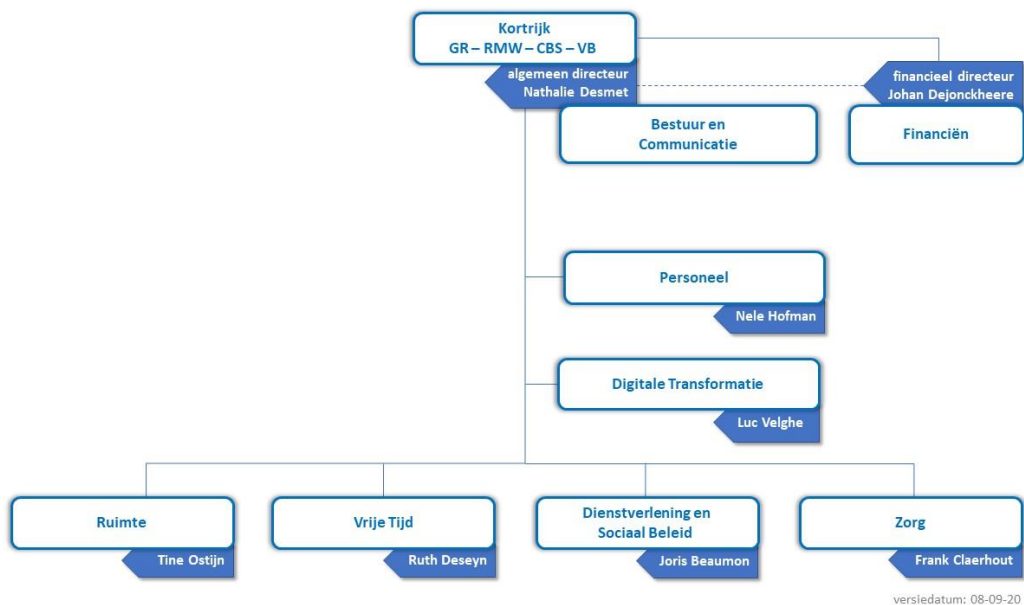 Kortrijk
GR – RMW – CBS – VB
algemeen directeur
Nathalie Desmet
financieel directeur
Johan Dejonckheere
Bestuur en
Communicatie
Financiën
Personeel
Nele Hofman
Digitale Transformatie
Luc Velghe
Ruimte
Tine Ostijn
Vrije Tijd
Ruth Deseyn
Dienstverlening en
Sociaal Beleid
Joris Beaumon
Zorg
Frank Claerhout
versiedatum: 08-09-20